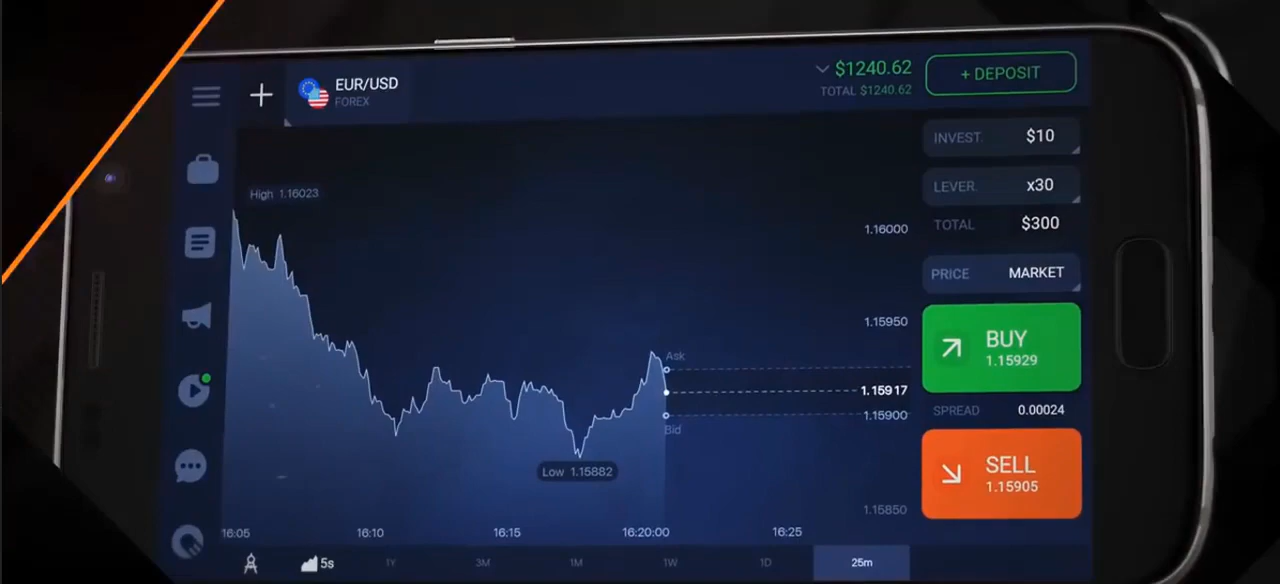 EUR/USD
FOREX
$1240.62
TOTAL $1240.62
+ DEPOSIT
INVEST $10
LEVER x30
TOTAL $300
PRICE MARKET
BUY
1.15929
SPREAD 0.00024
SELL
1.15905
High 1.16023
1.16000
1.15950
Ask
1.15917
1.15900
Bid
Low 1.15882
1.15850
16:05 16:10 16:15 16:20:00 16:25
5s 1Y 3M 1M 1W 1D 25m